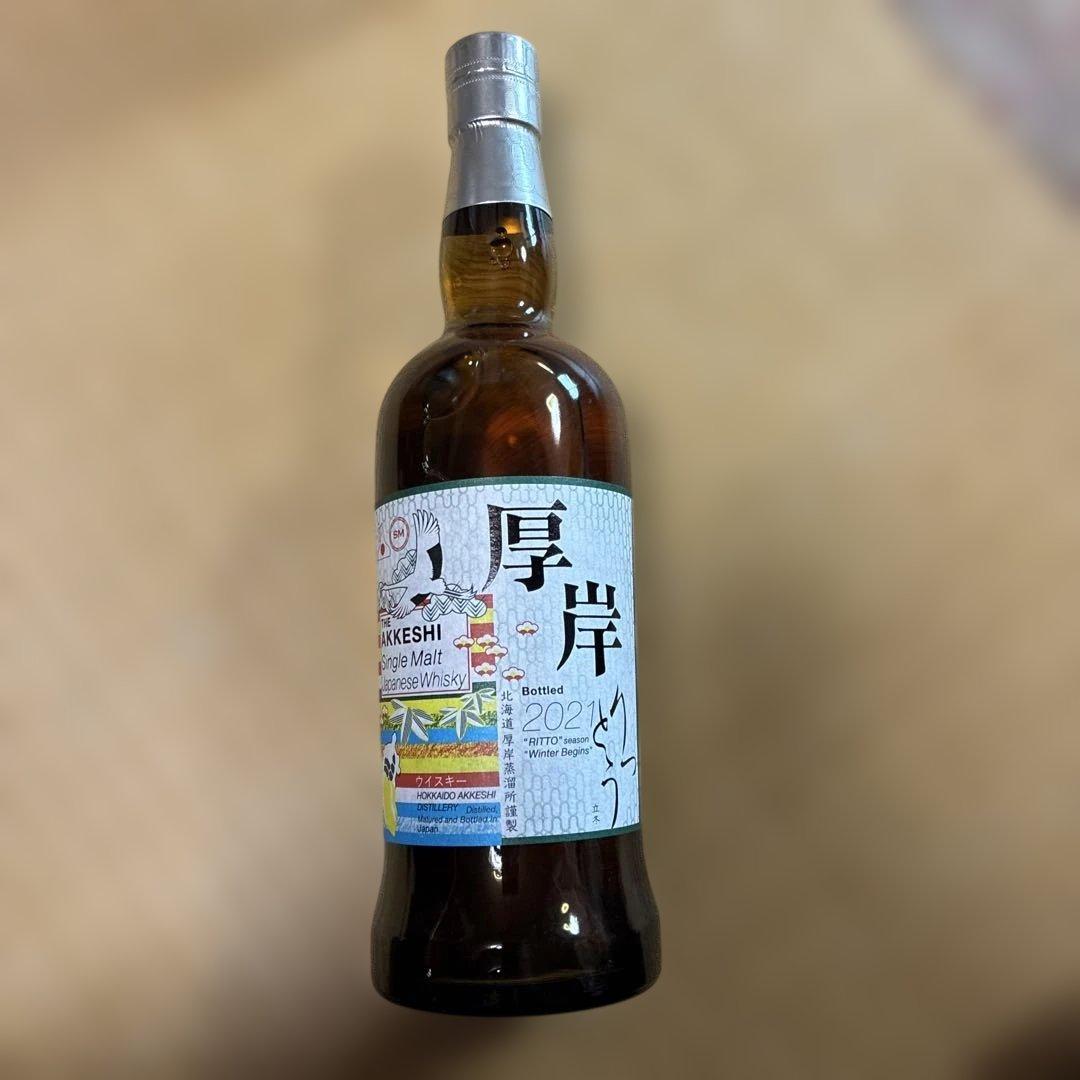 SM
厚岸
THE
AKKESHI
Single Malt
Japanese Whisky
Bottled
2021
"RITTO" season
"Winter Begins"
りっとう
立冬
北海道 厚岸蒸溜所謹製
ウイスキー
HOKKAIDO AKKESHI
DISTILLERY Distilled,
Matured and Bottled in
Japan